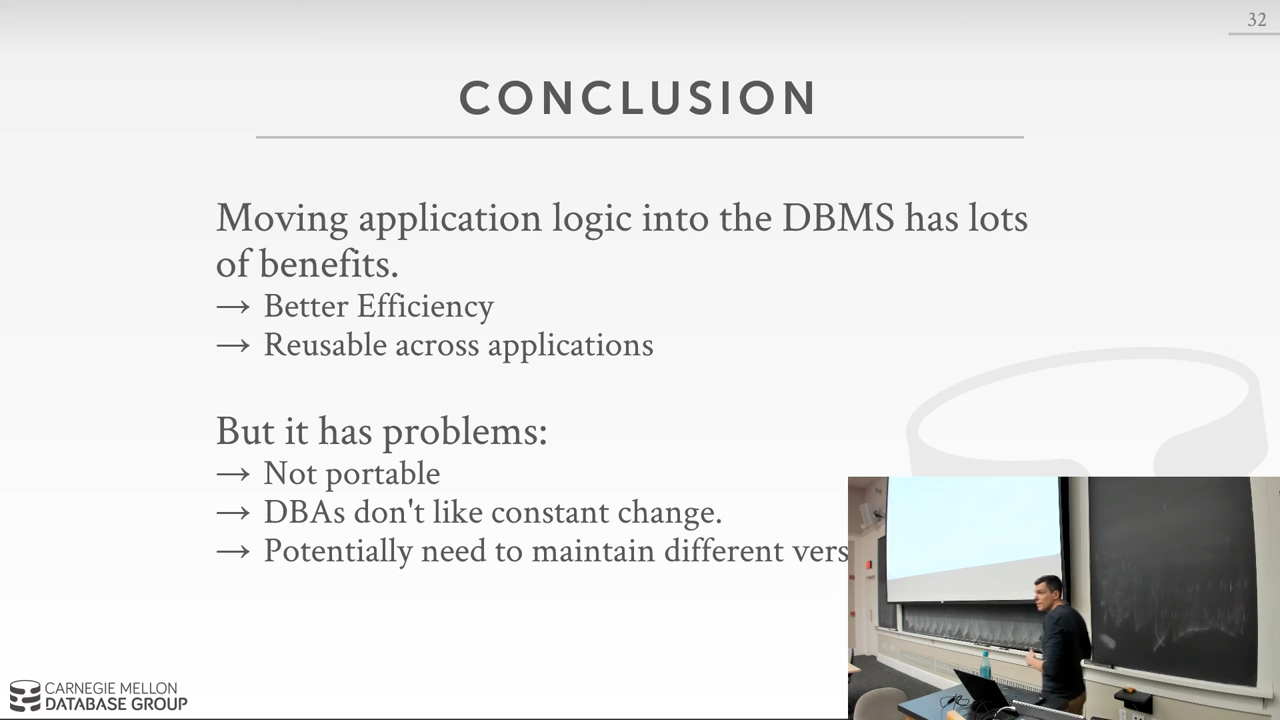 32
CONCLUSION
Moving application logic into the DBMS has lots
of benefits.
→ Better Efficiency
→ Reusable across applications
But it has problems:
→ Not portable
→ DBAs don't like constant change.
→ Potentially need to maintain different vers
CARNEGIE MELLON
DATABASE GROUP